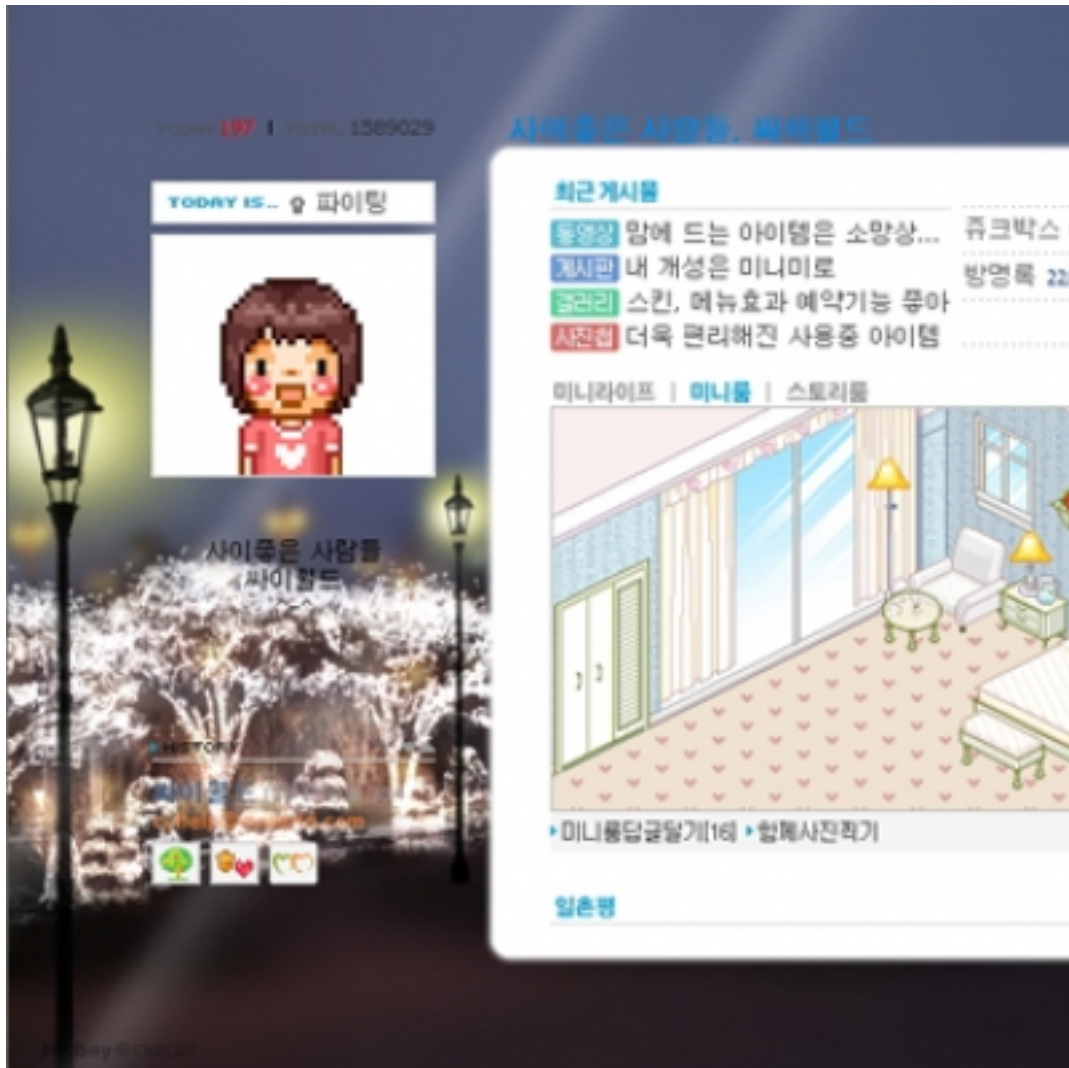 TODAY 197 | TOTAL 1589029
사이좋은 사람들, 싸이월드
TODAY IS.. 파이팅
사이좋은 사람들
싸이월드
HISTORY
싸이월드
최근 게시물
동영상 맘에 드는 아이템은 소망상...
게시판 내 개성은 미니미로
갤러리 스킨, 메뉴효과 예약기능 좋아
사진첩 더욱 편리해진 사용중 아이템
쥬크박스
방명록 22
미니라이프 | 미니룸 | 스토리룸
미니룸답글달기[16] 함께사진찍기
일촌평